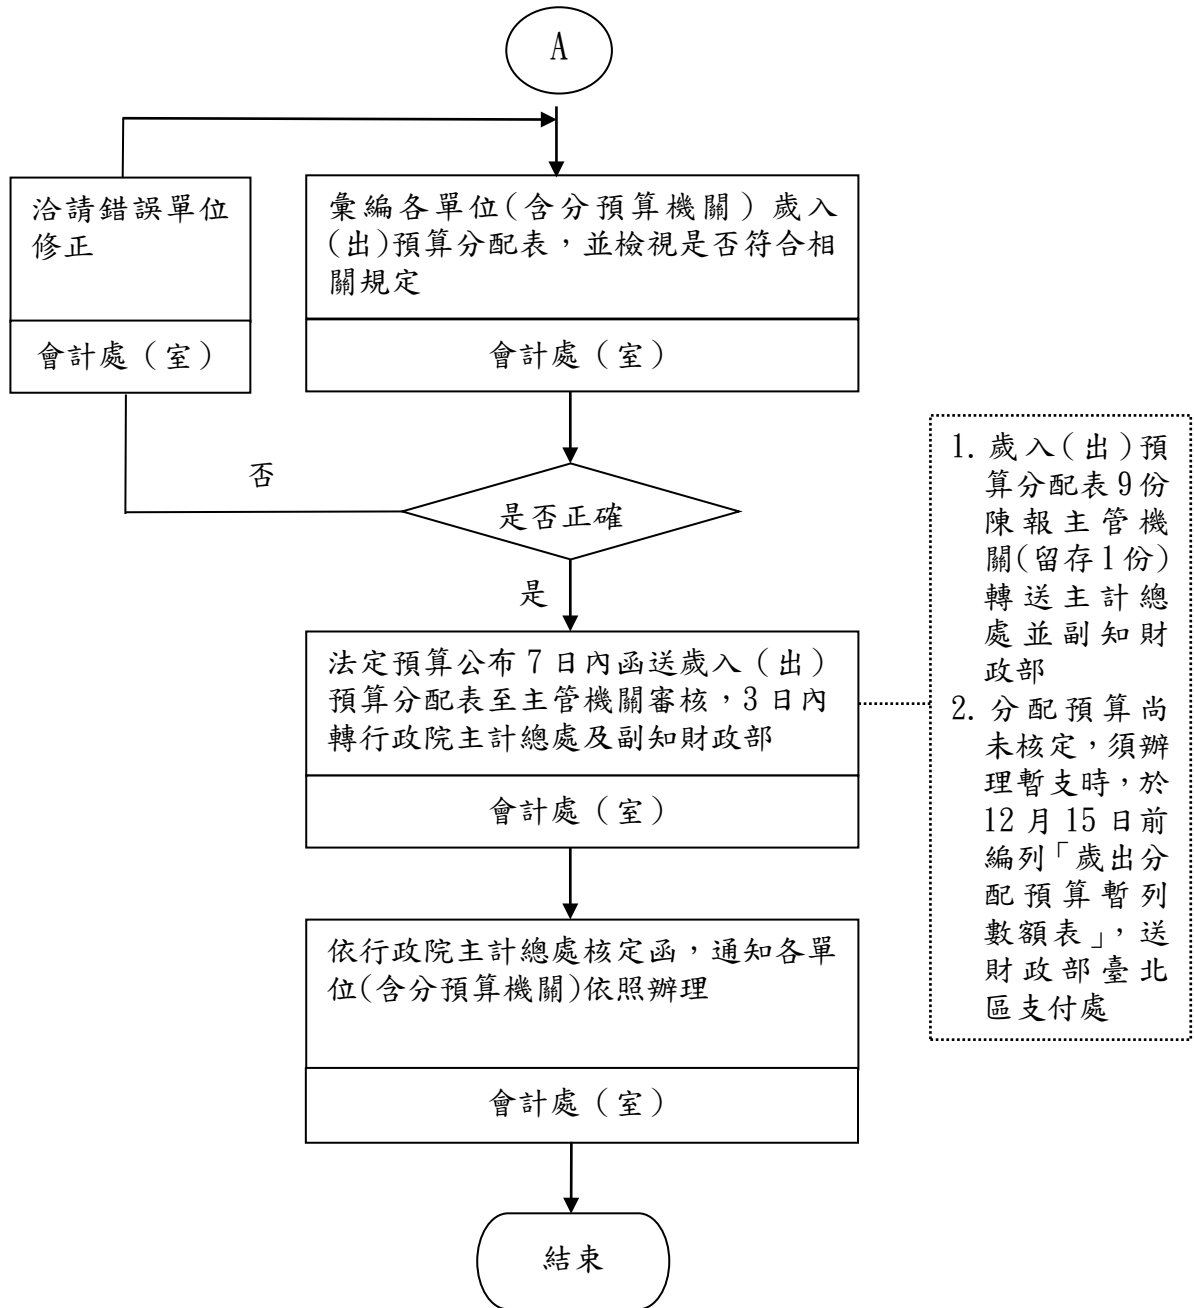 A
洽請錯誤單位
修正
會計處（室）
彙編各單位(含分預算機關）歲入
(出)預算分配表，並檢視是否符合相
關規定
會計處（室）
否
是否正確
是
法定預算公布 7 日內函送歲入（出）
預算分配表至主管機關審核，3 日內
轉行政院主計總處及副知財政部
會計處（室）
1. 歲入(出)預
算分配表 9 份
陳報主管機
關(留存 1 份)
轉送主計總
處並副知財
政部
2. 分配預算尚
未核定，須辦
理暫支時，於
12 月 15 日前
編列「歲出分
配預算暫列
數額表」，送
財政部臺北
區支付處
依行政院主計總處核定函，通知各單
位(含分預算機關)依照辦理
會計處（室）
結束